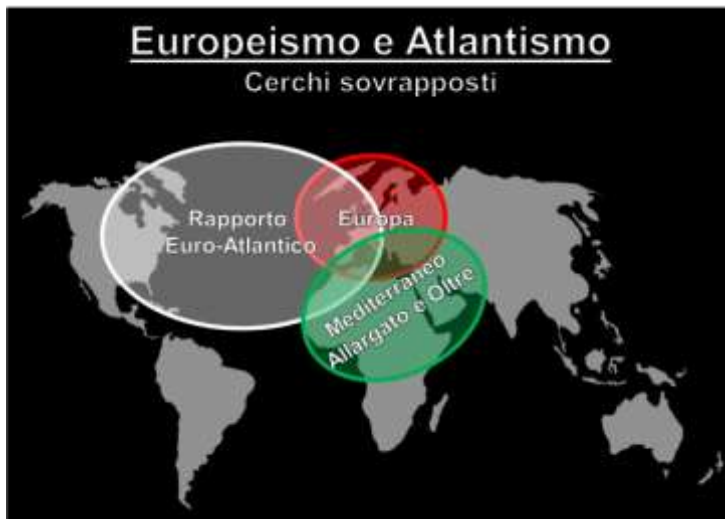 Europeismo e Atlantismo
Cerchi sovrapposti
Rapporto
Euro-Atlantico
Europa
Mediterraneo
Allargato e Oltre